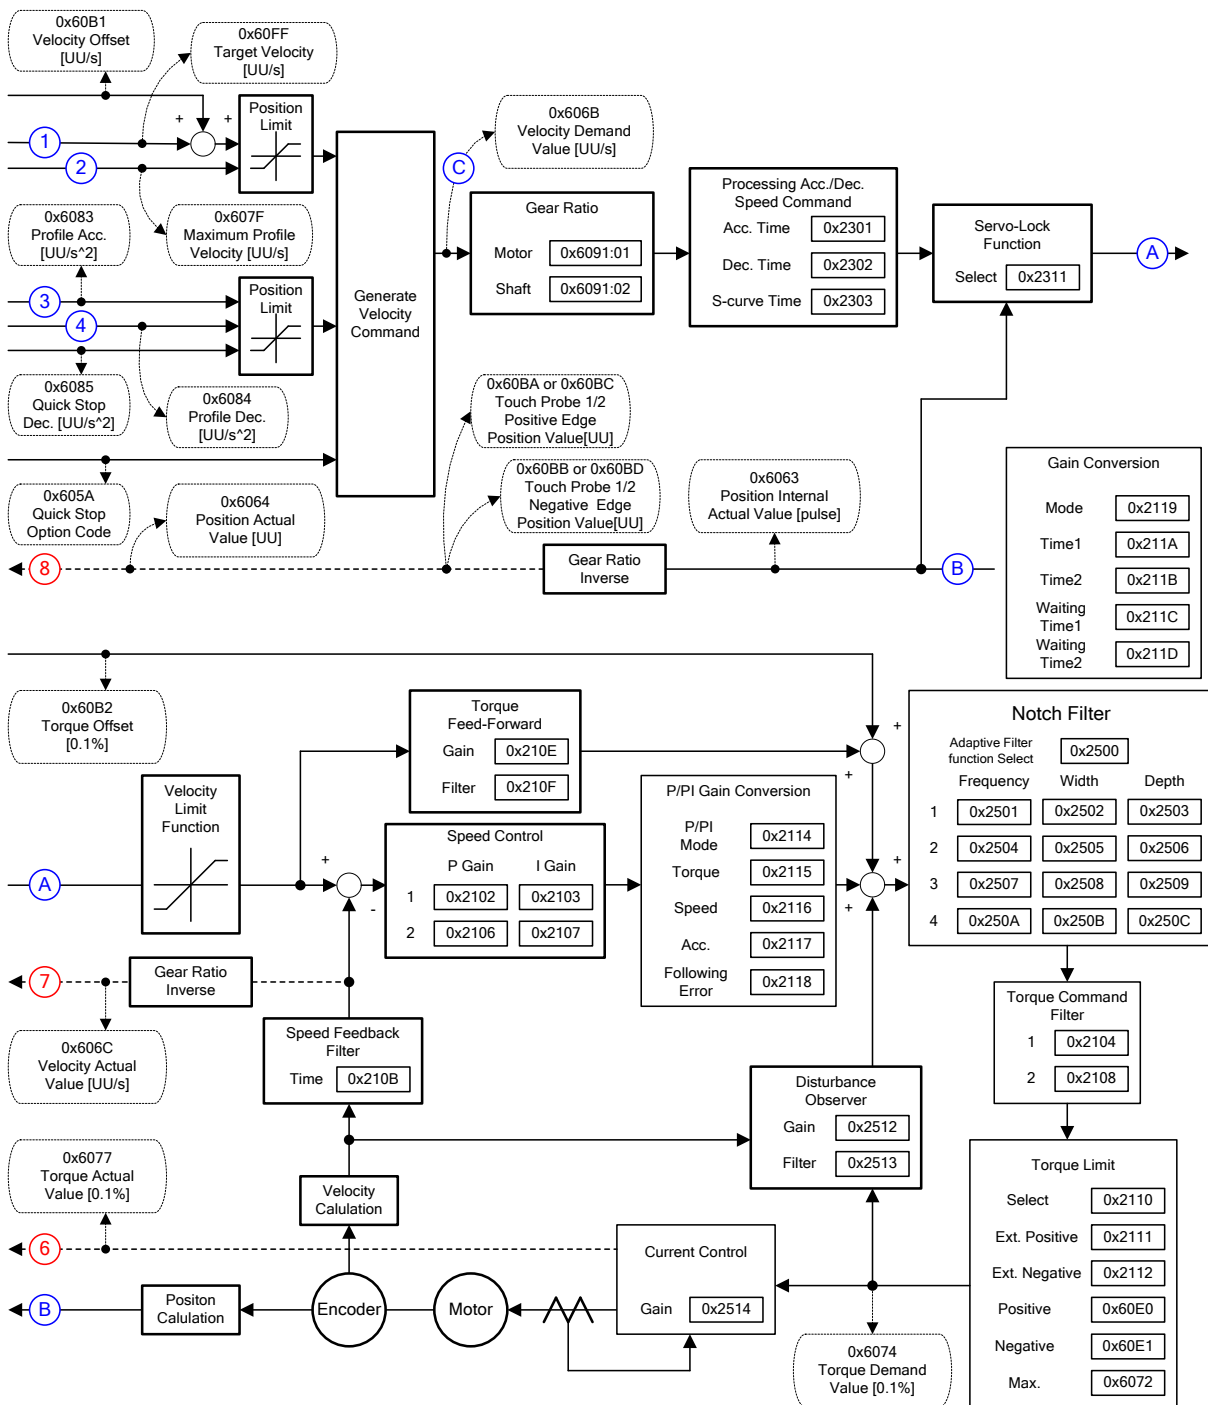 0x60B1
Velocity Offset
[UU/s]
0x60FF
Target Velocity
[UU/s]
+
+
1
2
Position
Limit
0x606B
Velocity Demand
Value [UU/s]
C
0x6083
Profile Acc.
[UU/s^2]
0x607F
Maximum Profile
Velocity [UU/s]
3
4
Position
Limit
Generate
Velocity
Command
Gear Ratio
Motor 0x6091:01
Shaft 0x6091:02
Processing Acc./Dec.
Speed Command
Acc. Time 0x2301
Dec. Time 0x2302
S-curve Time 0x2303
Servo-Lock
Function
Select 0x2311
A
0x6085
Quick Stop
Dec. [UU/s^2]
0x6084
Profile Dec.
[UU/s^2]
0x60BA or 0x60BC
Touch Probe 1/2
Positive Edge
Position Value[UU]
0x605A
Quick Stop
Option Code
0x6064
Position Actual
Value [UU]
0x60BB or 0x60BD
Touch Probe 1/2
Negative Edge
Position Value[UU]
0x6063
Position Internal
Actual Value [pulse]
8
Gear Ratio
Inverse
B
Gain Conversion
Mode 0x2119
Time1 0x211A
Time2 0x211B
Waiting
Time1 0x211C
Waiting
Time2 0x211D
0x60B2
Torque Offset
[0.1%]
Torque
Feed-Forward
Gain 0x210E
Filter 0x210F
+
+
Notch Filter
Adaptive Filter
function Select 0x2500
Frequency Width Depth
1 0x2501 0x2502 0x2503
2 0x2504 0x2505 0x2506
3 0x2507 0x2508 0x2509
4 0x250A 0x250B 0x250C
A
Velocity
Limit
Function
+
-
Speed Control
P Gain I Gain
1 0x2102 0x2103
2 0x2106 0x2107
P/PI Gain Conversion
P/PI
Mode 0x2114
Torque 0x2115
Speed 0x2116
Acc. 0x2117
Following
Error 0x2118
+
+
7
Gear Ratio
Inverse
0x606C
Velocity Actual
Value [UU/s]
Speed Feedback
Filter
Time 0x210B
Torque Command
Filter
1 0x2104
2 0x2108
Disturbance
Observer
Gain 0x2512
Filter 0x2513
0x6077
Torque Actual
Value [0.1%]
Velocity
Calulation
6
B
Positon
Calulation
Encoder
Motor
Current Control
Gain 0x2514
0x6074
Torque Demand
Value [0.1%]
Torque Limit
Select 0x2110
Ext. Positive 0x2111
Ext. Negative 0x2112
Positive 0x60E0
Negative 0x60E1
Max. 0x6072